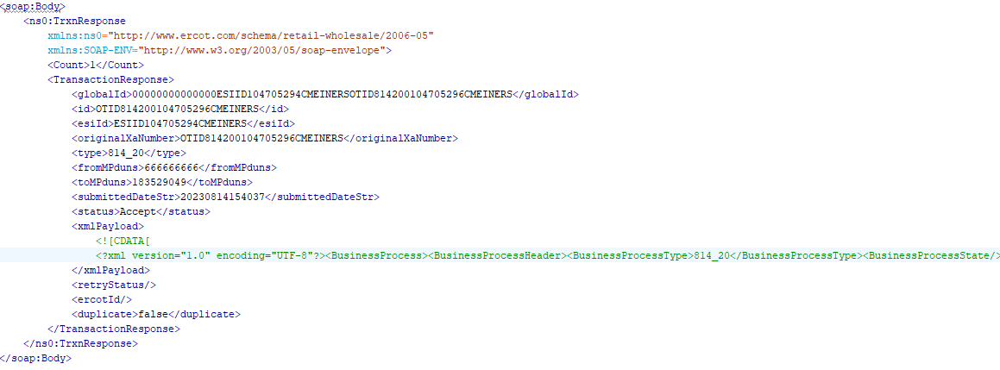 <soap:Body>
<ns0:TrxnResponse
xmlns:ns0="http://www.ercot.com/schema/retail-wholesale/2006-05"
xmlns:SOAP-ENV="http://www.w3.org/2003/05/soap-envelope">
<Count>1</Count>
<TransactionResponse>
<globalId>00000000000000ESIID104705294CMEINERSOTID814200104705296CMEINERS</globalId>
<id>OTID814200104705296CMEINERS</id>
<esiId>ESIID104705294CMEINERS</esiId>
<originalXaNumber>OTID814200104705296CMEINERS</originalXaNumber>
<type>814_20</type>
<fromMPduns>666666666</fromMPduns>
<toMPduns>183529049</toMPduns>
<submittedDateStr>20230814154037</submittedDateStr>
<status>Accept</status>
<xmlPayload>
<![CDATA[
<?xml version="1.0" encoding="UTF-8"?><BusinessProcess><BusinessProcessHeader><BusinessProcessType>814_20</BusinessProcessType><BusinessProcessState/>
</xmlPayload>
<retryStatus/>
<ercotId/>
<duplicate>false</duplicate>
</TransactionResponse>
</ns0:TrxnResponse>
</soap:Body>